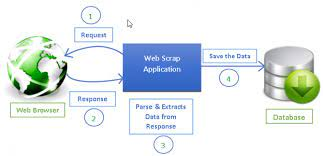 1
Request
Web Scrap
Application
Save the Data
4
Web Browser
Response
2
Parse & Extracts
Data from
Response
3
Database